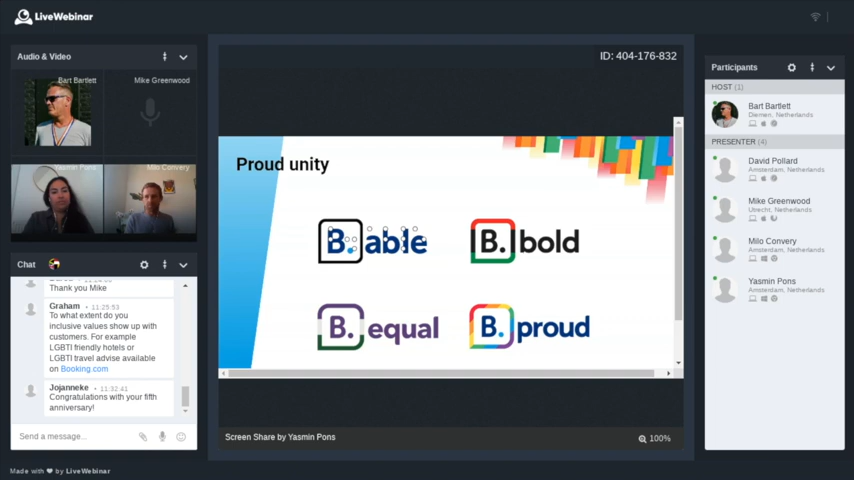 LiveWebinar
Audio & Video
Bart Bartlett
Mike Greenwood
Yasmin Pons
Milo Convery
Chat
Thank you Mike
Graham • 11:25:53
To what extent do you
inclusive values show up with
customers. For example
LGBTI friendly hotels or
LGBTI travel advise available
on Booking.com
Jojanneke • 11:32:41
Congratulations with your fifth
anniversary!
Send a message...
Made with ❤ by LiveWebinar
ID: 404-176-832
Proud unity
B. able
B. bold
B. equal
B. proud
Screen Share by Yasmin Pons
100%
Participants
HOST (1)
Bart Bartlett
Diemen, Netherlands
PRESENTER (4)
David Pollard
Amsterdam, Netherlands
Mike Greenwood
Utrecht, Netherlands
Milo Convery
Amsterdam, Netherlands
Yasmin Pons
Amsterdam, Netherlands